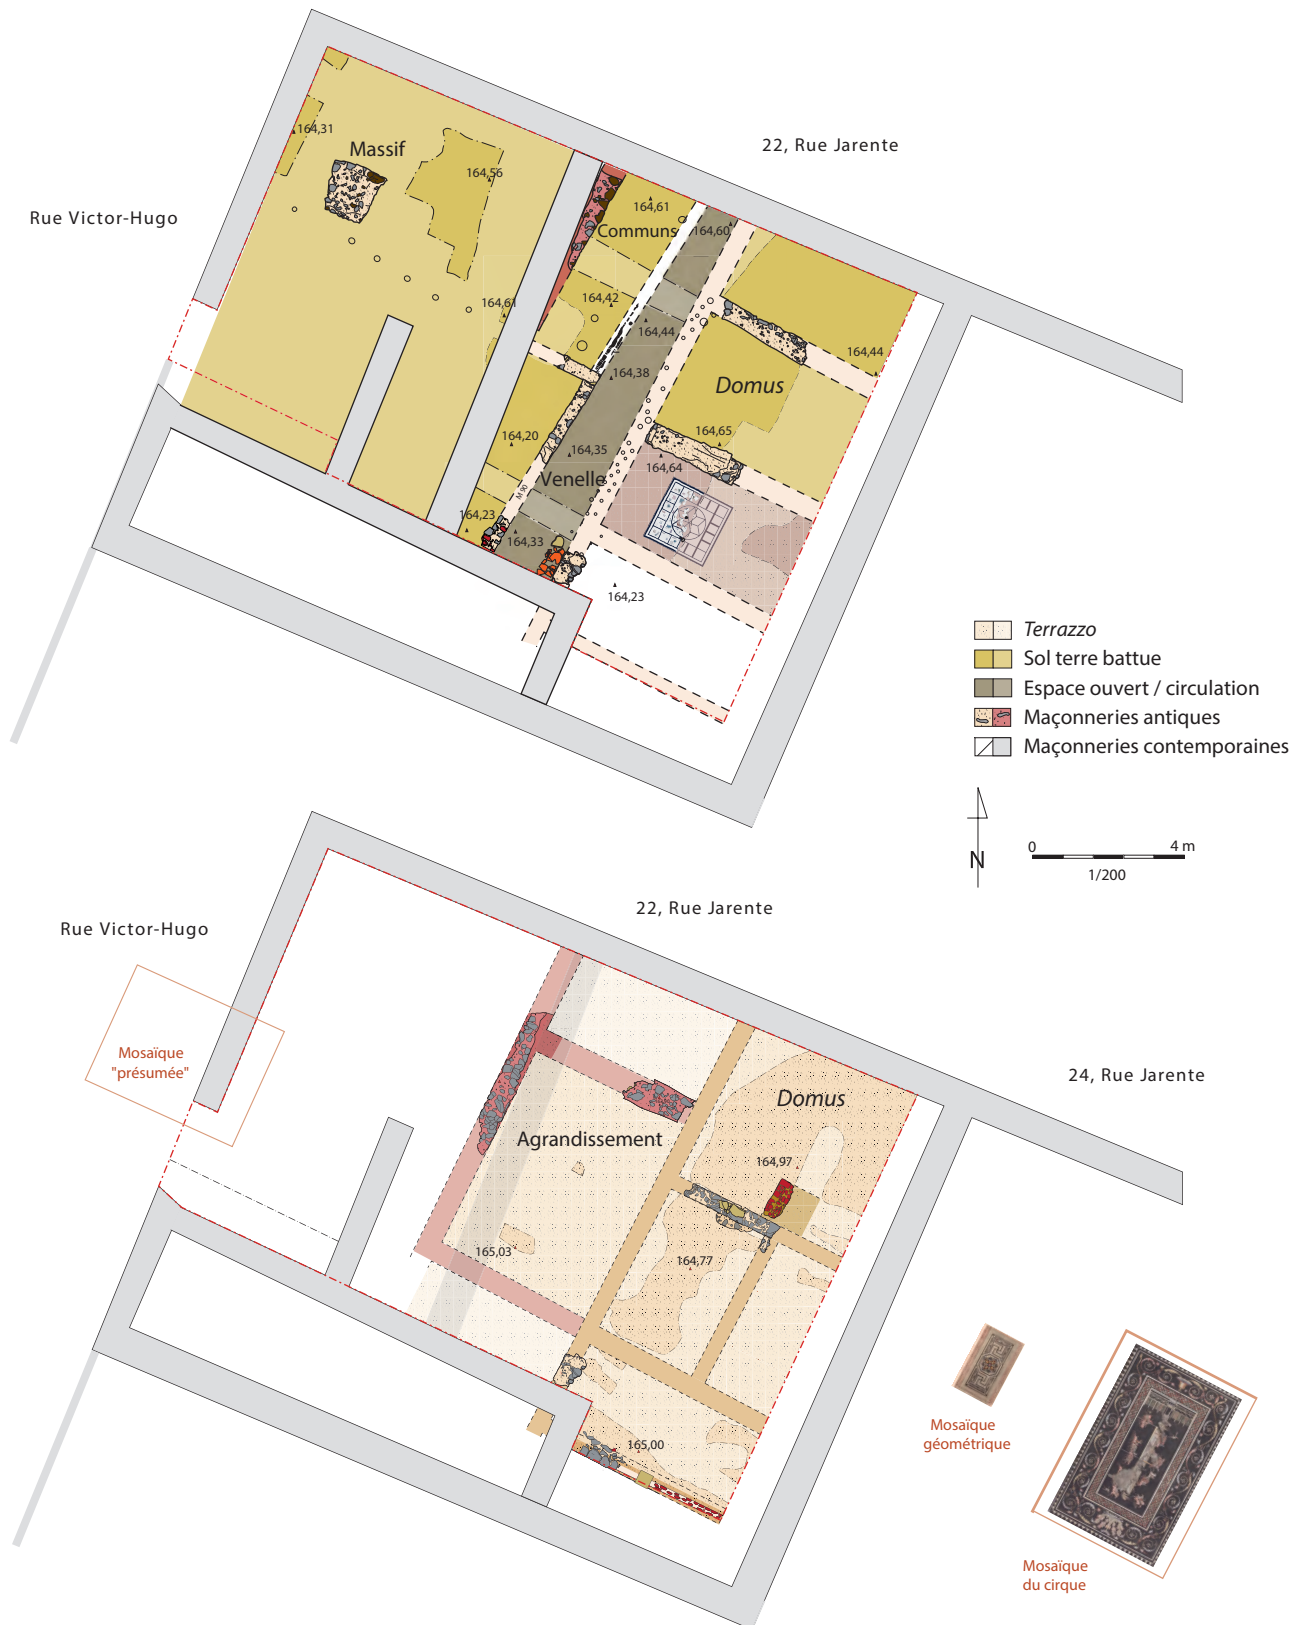 22, Rue Jarente
Rue Victor-Hugo
164,31
Massif
164,56
164,61
164,61
Communs
164,60
164,42
164,44
164,38
164,44
Domus
164,65
164,64
164,20
164,35
Venelle
M 90
164,23
164,33
164,23
Terrazzo
Sol terre battue
Espace ouvert / circulation
Maçonneries antiques
Maçonneries contemporaines
N
0
4 m
1/200
22, Rue Jarente
Rue Victor-Hugo
Mosaïque
"présumée"
24, Rue Jarente
Domus
Agrandissement
164,97
165,03
164,77
165,00
Mosaïque
géométrique
Mosaïque
du cirque